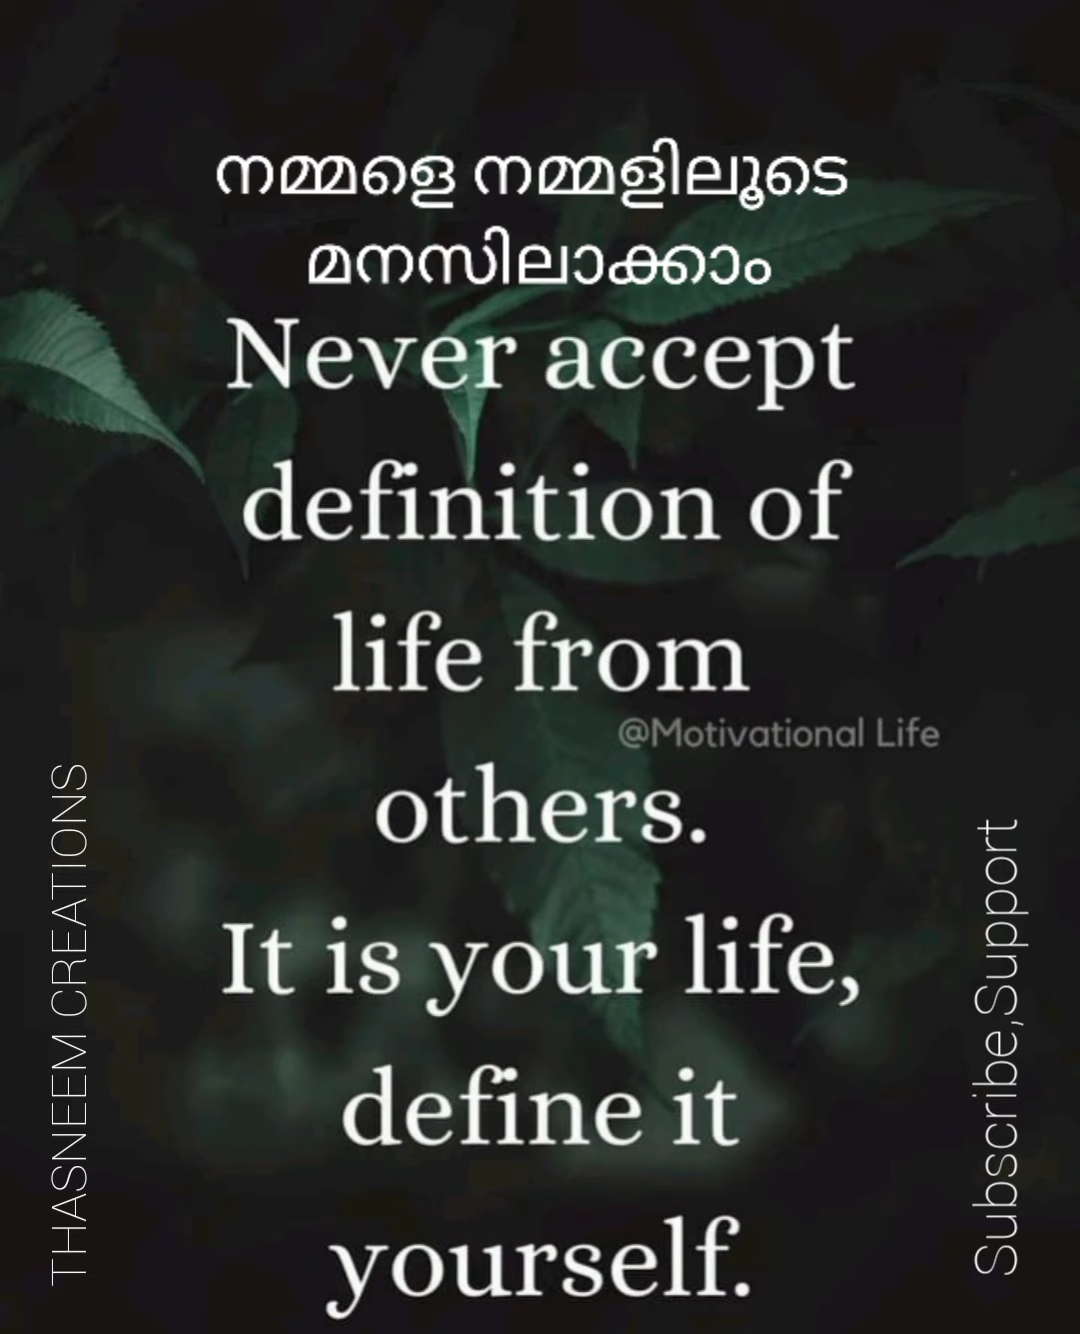 നമ്മളെ നമ്മളിലൂടെ
മനസിലാക്കാം
Never accept
definition of
life from
@Motivational Life
others.
It is your life,
define it
yourself.
THASNEEM CREATIONS
Subscribe,Support